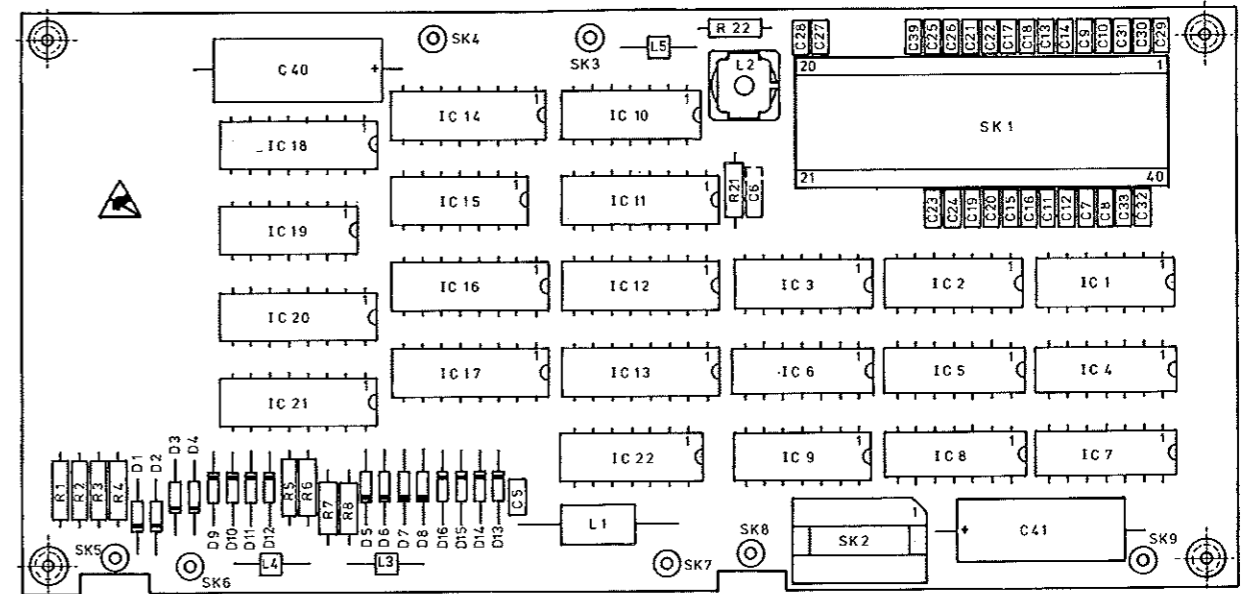 SK4
SK3
L5
R 22
C28
C27
C39
C25
C26
C21
C22
C17
C18
C13
C14
C9
C10
C31
C30
C29
C 40
+
L2
20
1
SK1
21
40
IC 14
1
IC 10
1
IC 18
1
IC 15
1
IC 11
1
R21
C6
C23
C24
C19
C20
C15
C16
C11
C12
C7
C8
C33
C32
IC 19
1
IC 16
1
IC 12
1
IC 3
1
IC 2
1
IC 1
1
IC 20
1
IC 17
1
IC 13
1
IC 6
1
IC 5
1
IC 4
1
IC 21
1
IC 22
1
IC 9
1
IC 8
1
IC 7
1
R1
R2
R3
R4
D1
D2
D3
D4
D9
D10
D11
D12
R5
R6
R7
R8
D5
D6
D7
D8
D16
D15
D14
D13
C5
L1
1
SK2
+
C41
SK5
SK6
L4
L3
SK7
SK8
SK9